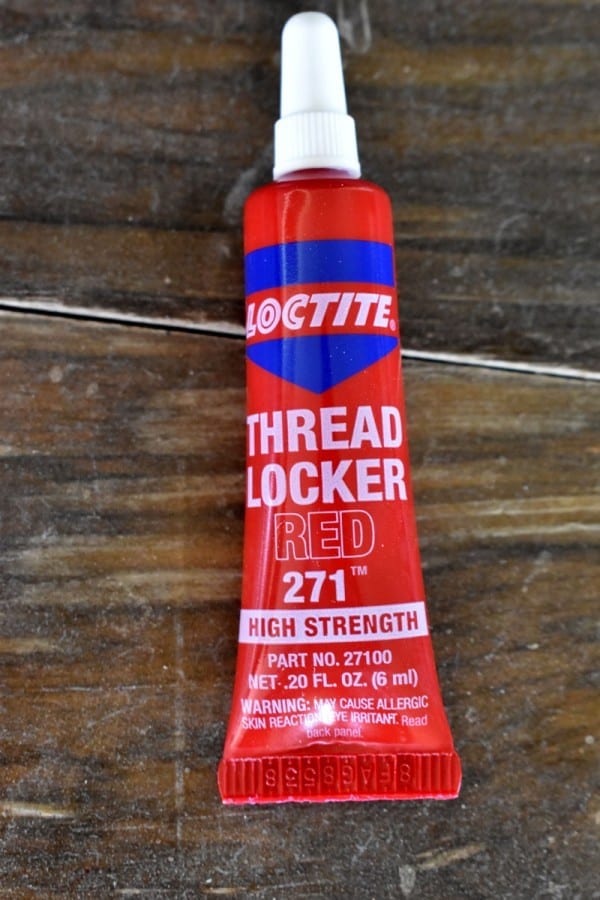 LOCTITE®
THREAD
LOCKER
RED
271™
HIGH STRENGTH
PART NO. 27100
NET .20 FL. OZ. (6 ml)
WARNING: MAY CAUSE ALLERGIC
SKIN REACTION EYE IRRITANT. Read
back panel.